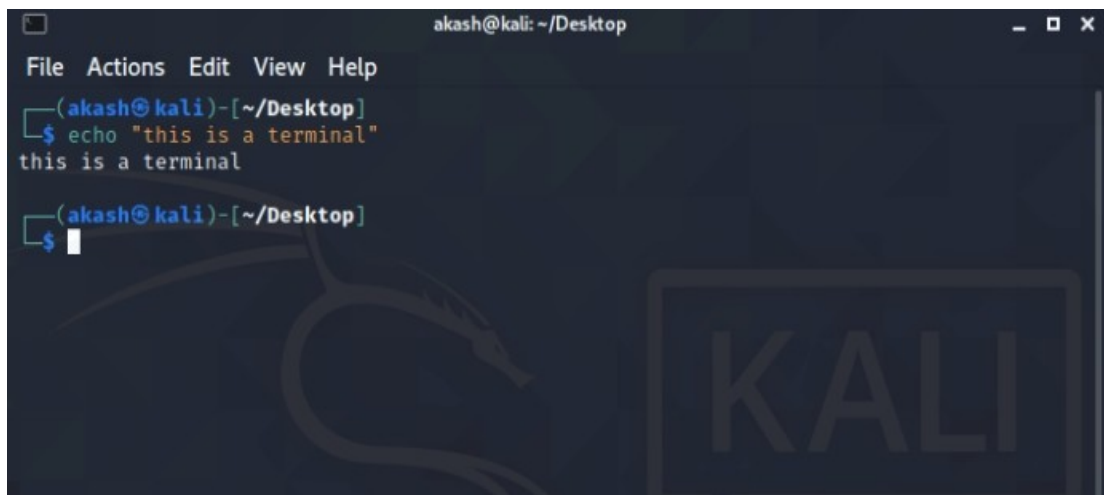 akash@kali: ~/Desktop
File Actions Edit View Help
┌──(akash㉿kali)-[~/Desktop]
└─$ echo "this is a terminal"
this is a terminal
┌──(akash㉿kali)-[~/Desktop]
└─$
KALI